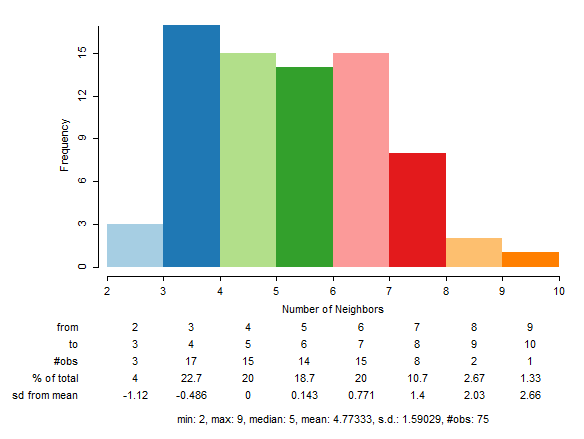 Frequency
15
12
9
6
3
0
2 3 4 5 6 7 8 9 10
Number of Neighbors
from 2 3 4 5 6 7 8 9
to 3 4 5 6 7 8 9 10
#obs 3 17 15 14 15 8 2 1
% of total 4 22.7 20 18.7 20 10.7 2.67 1.33
sd from mean -1.12 -0.486 0 0.143 0.771 1.4 2.03 2.66
min: 2, max: 9, median: 5, mean: 4.77333, s.d.: 1.59029, #obs: 75